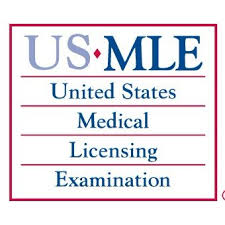 US♦MLE
United States
Medical
Licensing
Examination